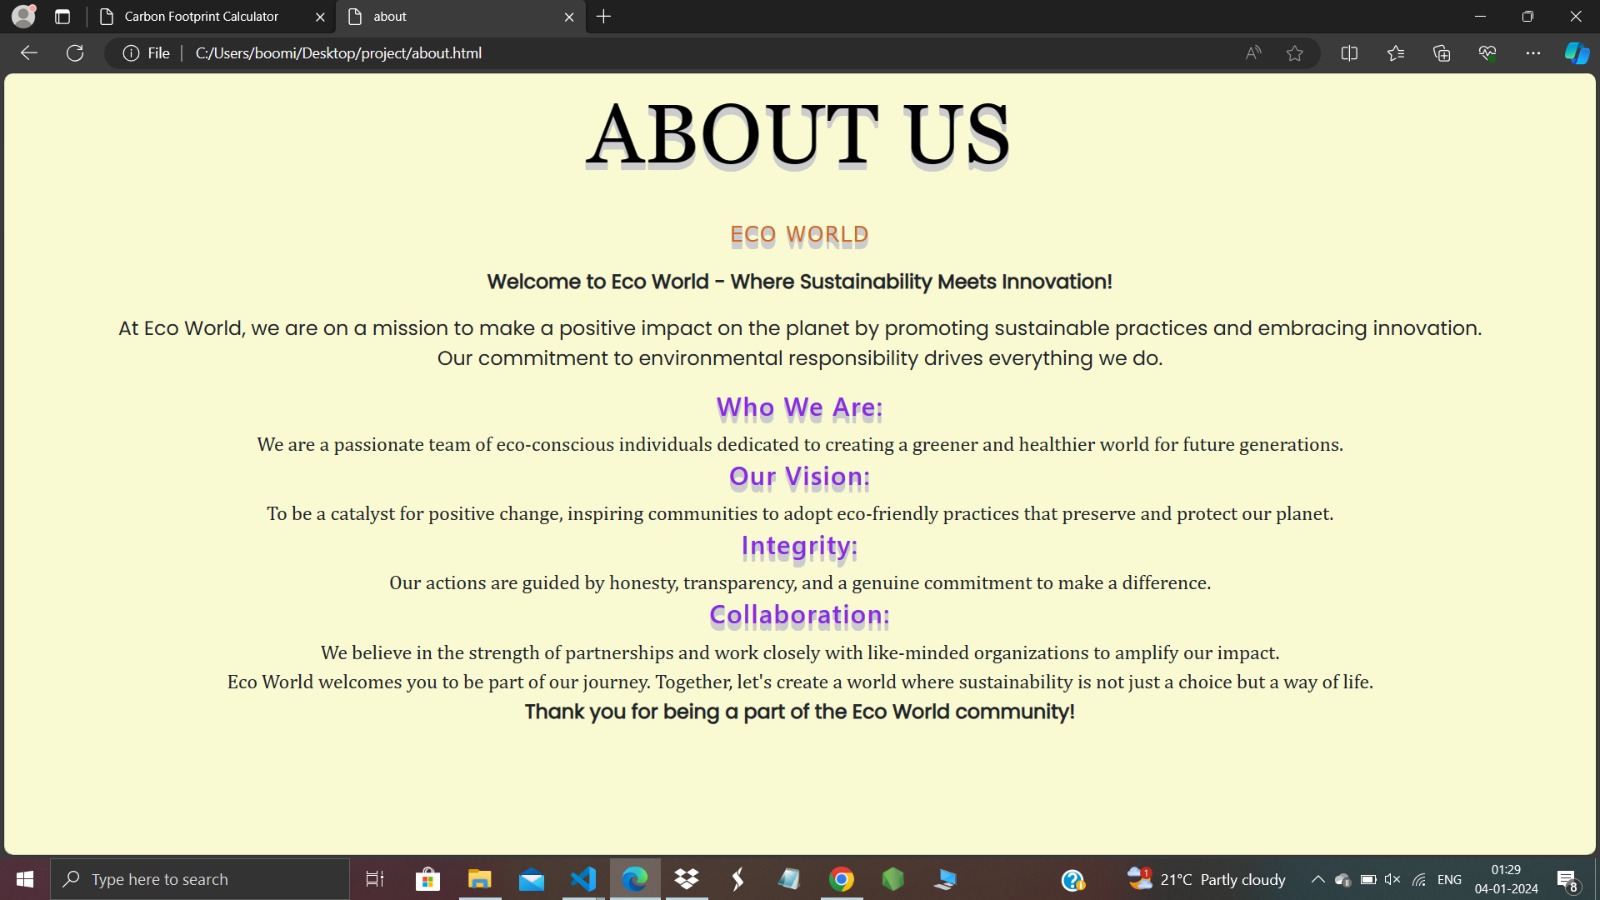 Carbon Footprint Calculator
about
File
C:/Users/boomi/Desktop/project/about.html
ABOUT US
ECO WORLD
Welcome to Eco World - Where Sustainability Meets Innovation!
At Eco World, we are on a mission to make a positive impact on the planet by promoting sustainable practices and embracing innovation.
Our commitment to environmental responsibility drives everything we do.
Who We Are:
We are a passionate team of eco-conscious individuals dedicated to creating a greener and healthier world for future generations.
Our Vision:
To be a catalyst for positive change, inspiring communities to adopt eco-friendly practices that preserve and protect our planet.
Integrity:
Our actions are guided by honesty, transparency, and a genuine commitment to make a difference.
Collaboration:
We believe in the strength of partnerships and work closely with like-minded organizations to amplify our impact.
Eco World welcomes you to be part of our journey. Together, let's create a world where sustainability is not just a choice but a way of life.
Thank you for being a part of the Eco World community!
Type here to search
1
21°C Partly cloudy
ENG
01:29
04-01-2024
8